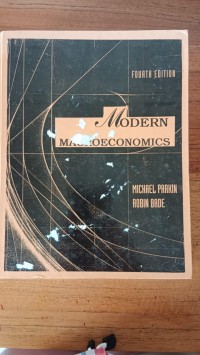 FOURTH EDITION
MODERN
MACROECONOMICS
MICHAEL PARKIN
ROBIN BADE